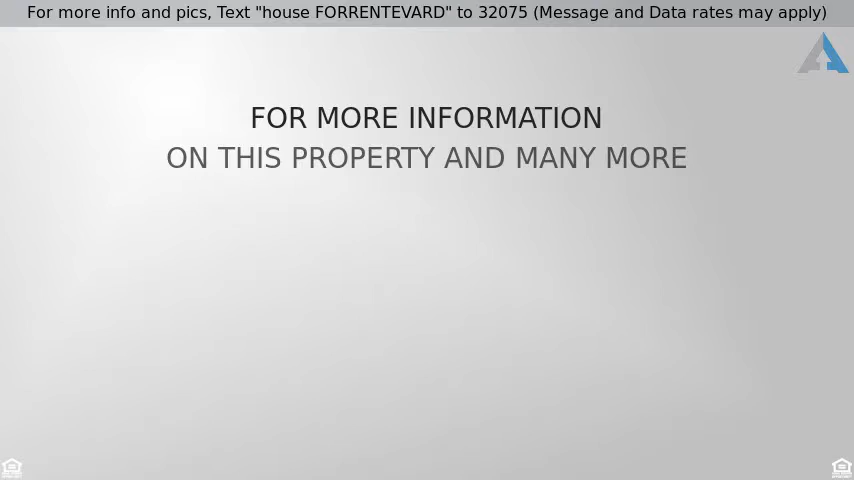 For more info and pics, Text "house FORRENTEVARD" to 32075 (Message and Data rates may apply)
FOR MORE INFORMATION
ON THIS PROPERTY AND MANY MORE